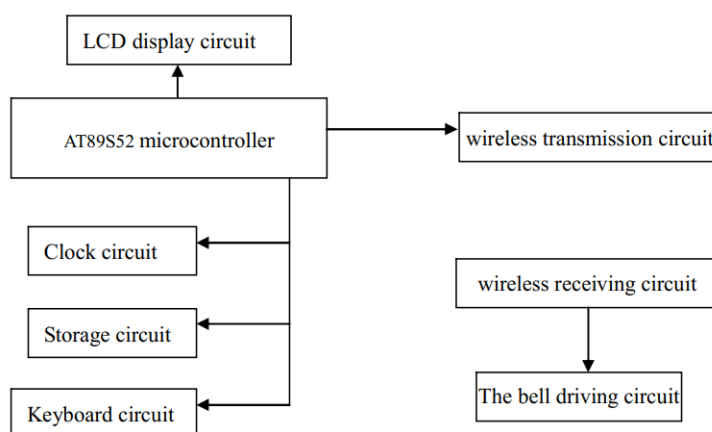 LCD display circuit
AT89S52 microcontroller
wireless transmission circuit
Clock circuit
wireless receiving circuit
Storage circuit
The bell driving circuit
Keyboard circuit